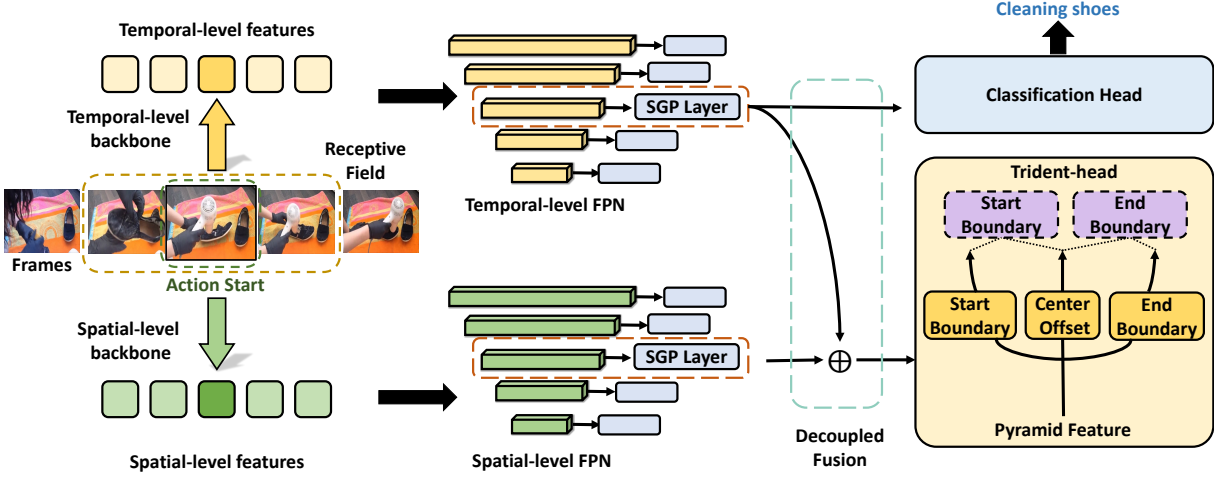 Cleaning shoes
Temporal-level features
Temporal-level
backbone
Receptive
Field
Frames
Action Start
Spatial-level
backbone
Spatial-level features
SGP Layer
Temporal-level FPN
SGP Layer
Spatial-level FPN
Decoupled
Fusion
Classification Head
Trident-head
Start
Boundary
End
Boundary
Start
Boundary
Center
Offset
End
Boundary
Pyramid Feature